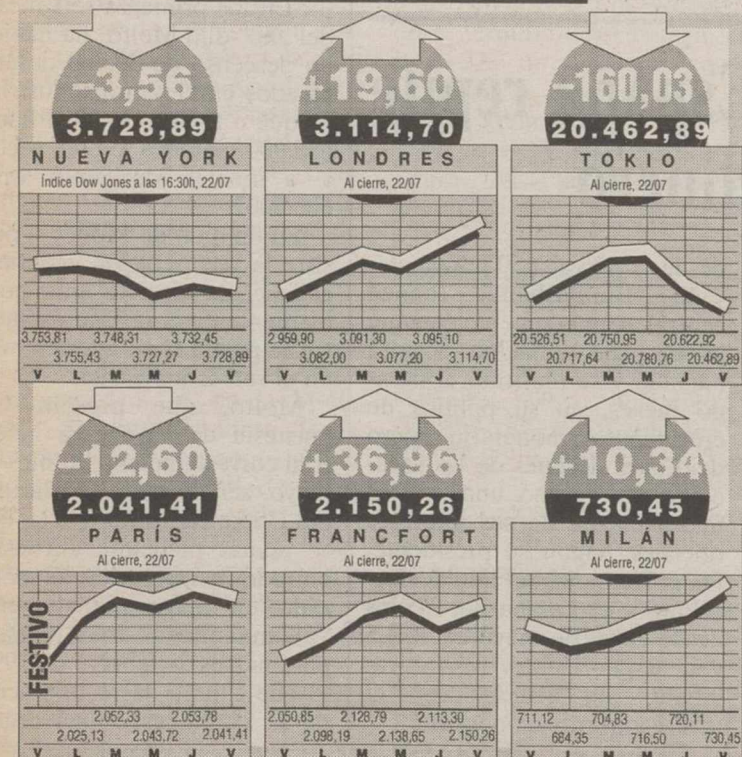 -3,56
3.728,89
NUEVA YORK
Índice Dow Jones a las 16:30h, 22/07
3.753,81 3.748,31 3.732,45
3.755,43 3.727,27 3.728,89
V L M M J V
+19,60
3.114,70
LONDRES
Al cierre, 22/07
2.959,90 3.091,30 3.095,10
3.082,00 3.077,20 3.114,70
V L M M J V
-160,03
20.462,89
TOKIO
Al cierre, 22/07
20.526,51 20.750,95 20.622,92
20.717,64 20.780,76 20.462,89
V L M M J V
-12,60
2.041,41
PARÍS
Al cierre, 22/07
FESTIVO
2.052,33 2.053,78
2.025,13 2.043,72 2.041,41
V L M M J V
+36,96
2.150,26
FRANCFORT
Al cierre, 22/07
2.050,85 2.128,79 2.113,30
2.098,19 2.138,65 2.150,26
V L M M J V
+10,34
730,45
MILÁN
Al cierre, 22/07
711,12 704,83 720,11
684,35 716,50 730,45
V L M M J V